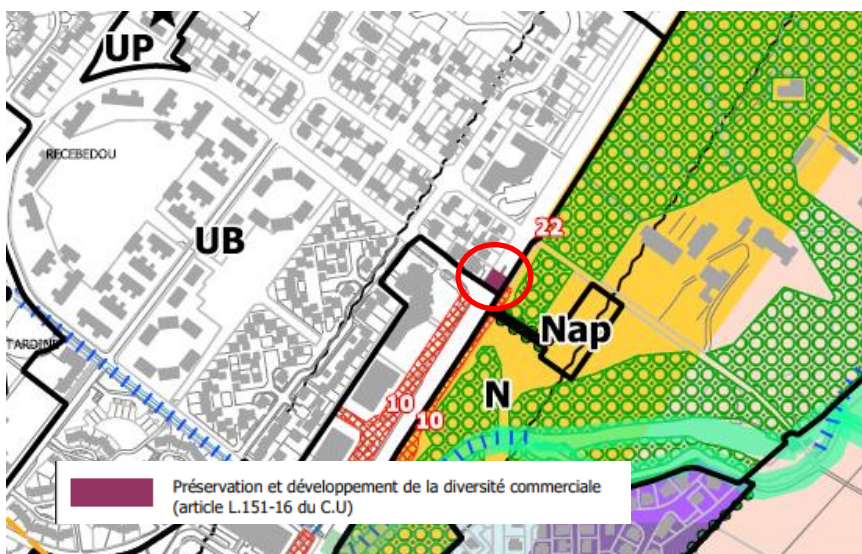 UP
RECEBEDOU
UB
22
Nap
TARDINE
N
10
10
Préservation et développement de la diversité commerciale
(article L.151-16 du C.U)